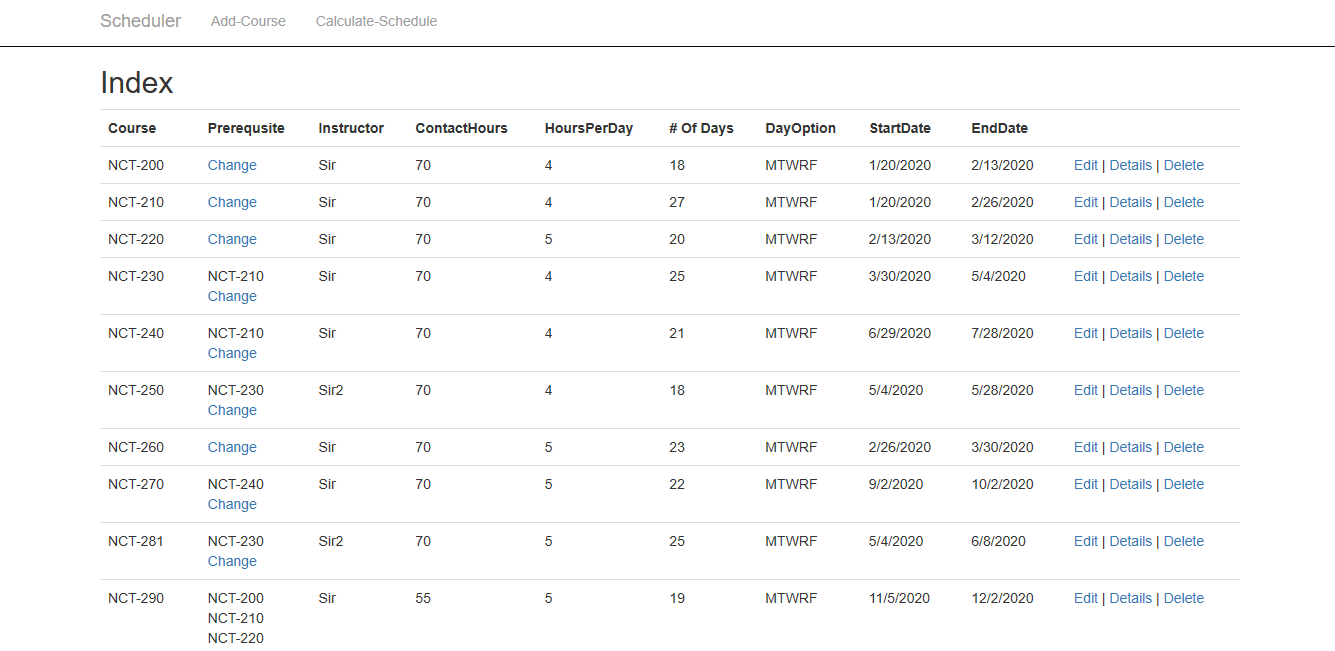 Scheduler Add-Course Calculate-Schedule
Index
Course Prerequsite Instructor ContactHours HoursPerDay # Of Days DayOption StartDate EndDate
NCT-200 Change Sir 70 4 18 MTWRF 1/20/2020 2/13/2020 Edit | Details | Delete
NCT-210 Change Sir 70 4 27 MTWRF 1/20/2020 2/26/2020 Edit | Details | Delete
NCT-220 Change Sir 70 5 20 MTWRF 2/13/2020 3/12/2020 Edit | Details | Delete
NCT-230 NCT-210 Sir 70 4 25 MTWRF 3/30/2020 5/4/2020 Edit | Details | Delete
Change
NCT-240 NCT-210 Sir 70 4 21 MTWRF 6/29/2020 7/28/2020 Edit | Details | Delete
Change
NCT-250 NCT-230 Sir2 70 4 18 MTWRF 5/4/2020 5/28/2020 Edit | Details | Delete
Change
NCT-260 Change Sir 70 5 23 MTWRF 2/26/2020 3/30/2020 Edit | Details | Delete
NCT-270 NCT-240 Sir 70 5 22 MTWRF 9/2/2020 10/2/2020 Edit | Details | Delete
Change
NCT-281 NCT-230 Sir2 70 5 25 MTWRF 5/4/2020 6/8/2020 Edit | Details | Delete
Change
NCT-290 NCT-200 Sir 55 5 19 MTWRF 11/5/2020 12/2/2020 Edit | Details | Delete
NCT-210
NCT-220